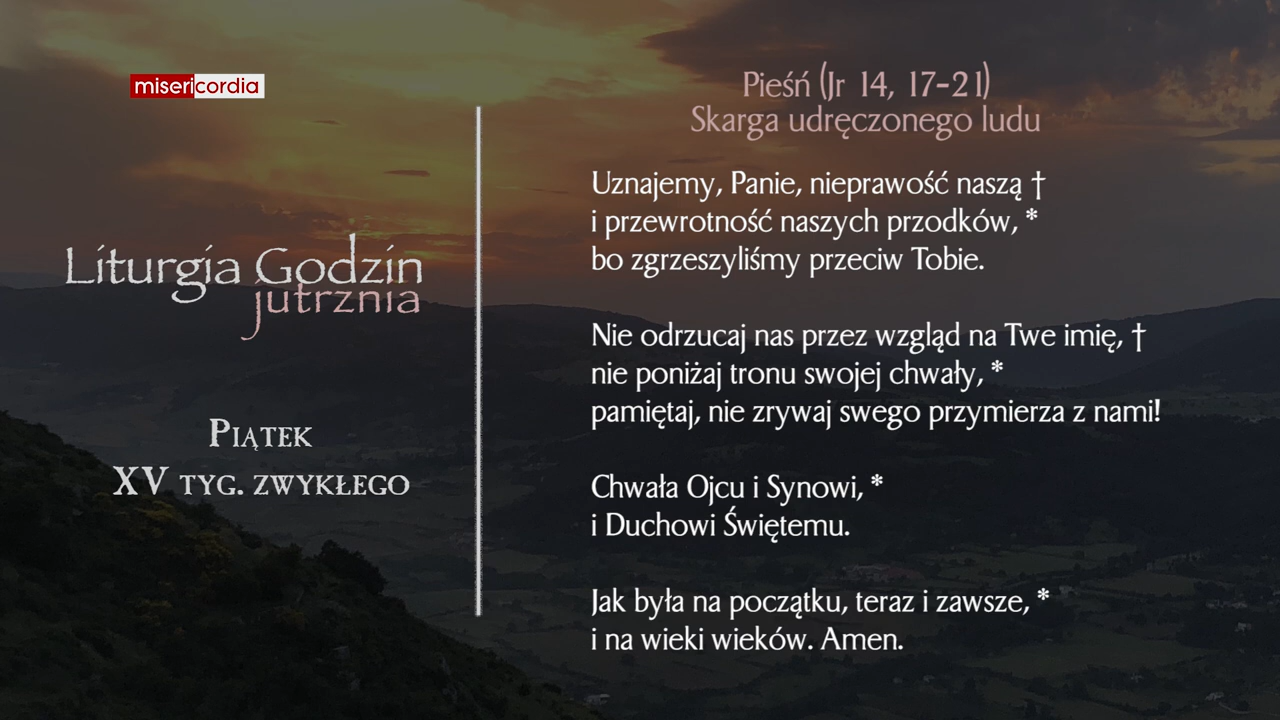 misericordia
Liturgia Godzin
jutrznia
Piątek
XV tyg. zwykłego
Pieśń (Jr 14, 17-21)
Skarga udręczonego ludu
Uznajemy, Panie, nieprawość naszą †
i przewrotność naszych przodków, *
bo zgrzeszyliśmy przeciw Tobie.
Nie odrzucaj nas przez wzgląd na Twe imię, †
nie poniżaj tronu swojej chwały, *
pamiętaj, nie zrywaj swego przymierza z nami!
Chwała Ojcu i Synowi, *
i Duchowi Świętemu.
Jak była na początku, teraz i zawsze, *
i na wieki wieków. Amen.